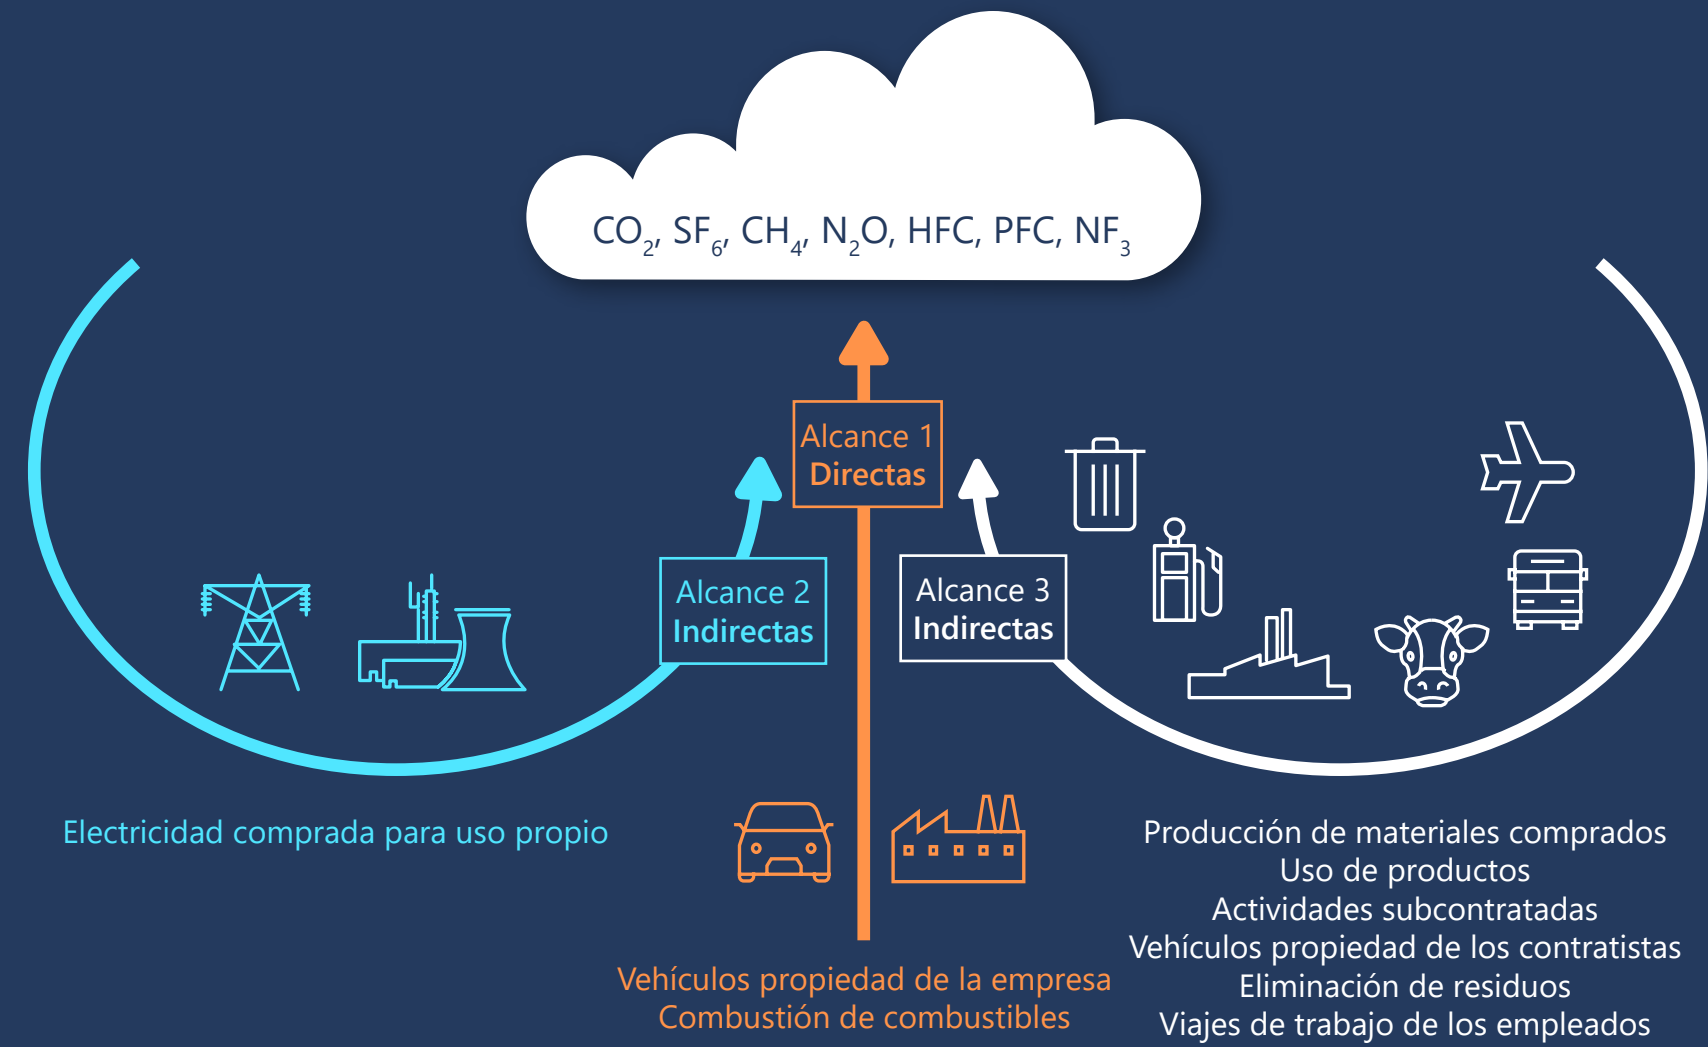 CO₂, SF₆, CH₄, N₂O, HFC, PFC, NF₃
Alcance 1
Directas
Alcance 2
Indirectas
Alcance 3
Indirectas
Electricidad comprada para uso propio
Vehículos propiedad de la empresa
Combustión de combustibles
Producción de materiales comprados
Uso de productos
Actividades subcontratadas
Vehículos propiedad de los contratistas
Eliminación de residuos
Viajes de trabajo de los empleados